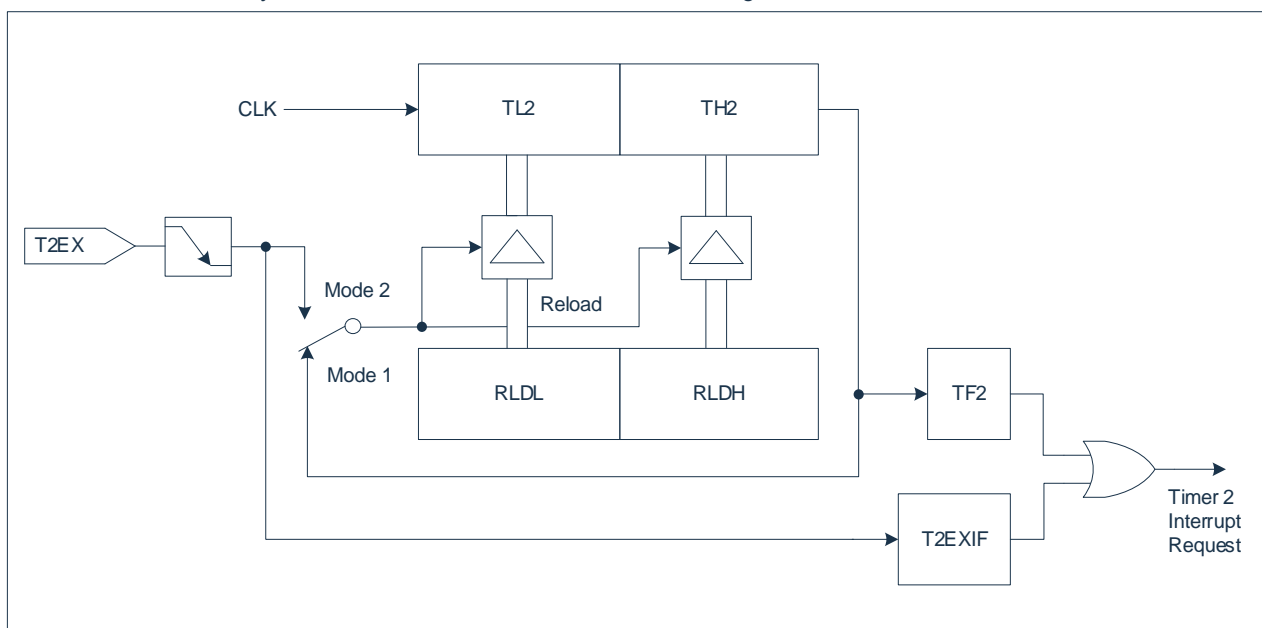 TL2
TH2
CLK
T2EX
Mode 2
Reload
Mode 1
RLDL
RLDH
TF2
T2EXIF
Timer 2
Interrupt
Request